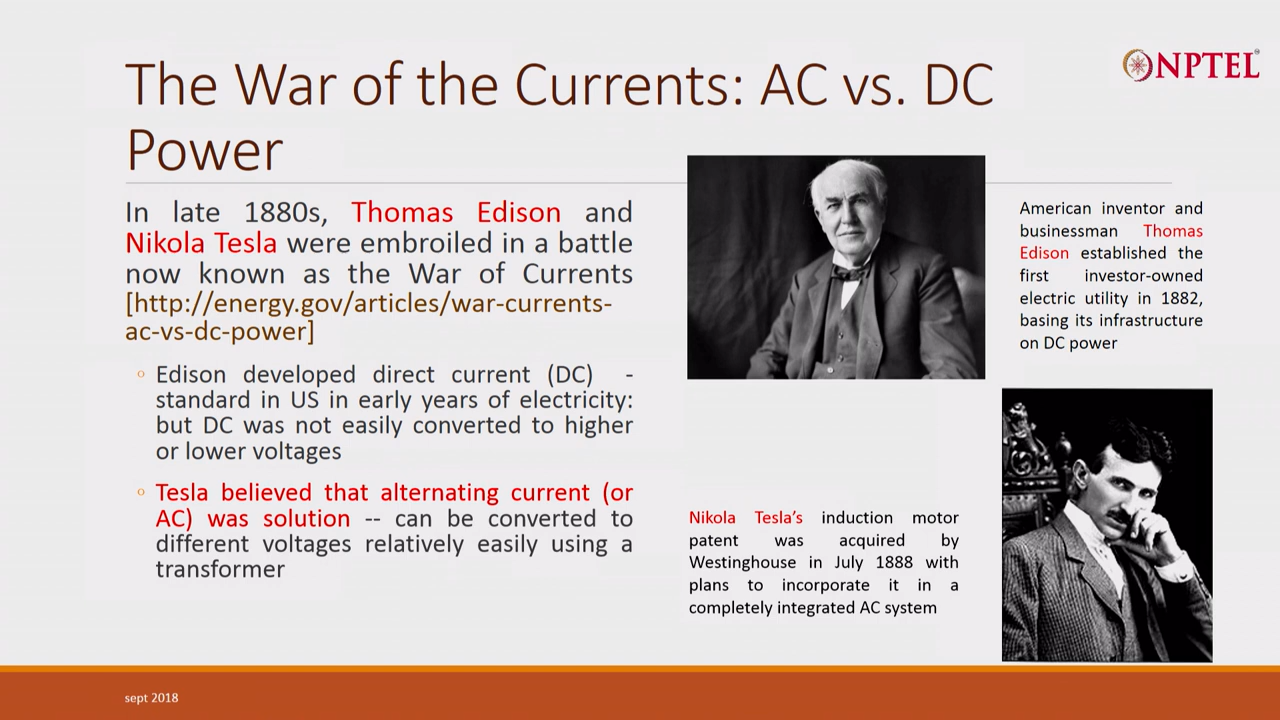 The War of the Currents: AC vs. DC
Power
NPTEL
In late 1880s, Thomas Edison and
Nikola Tesla were embroiled in a battle
now known as the War of Currents
[http://energy.gov/articles/war-currents-
ac-vs-dc-power]
◦ Edison developed direct current (DC) -
standard in US in early years of electricity:
but DC was not easily converted to higher
or lower voltages
◦ Tesla believed that alternating current (or
AC) was solution -- can be converted to
different voltages relatively easily using a
transformer
American inventor and
businessman Thomas
Edison established the
first investor-owned
electric utility in 1882,
basing its infrastructure
on DC power
Nikola Tesla’s induction motor
patent was acquired by
Westinghouse in July 1888 with
plans to incorporate it in a
completely integrated AC system
sept 2018